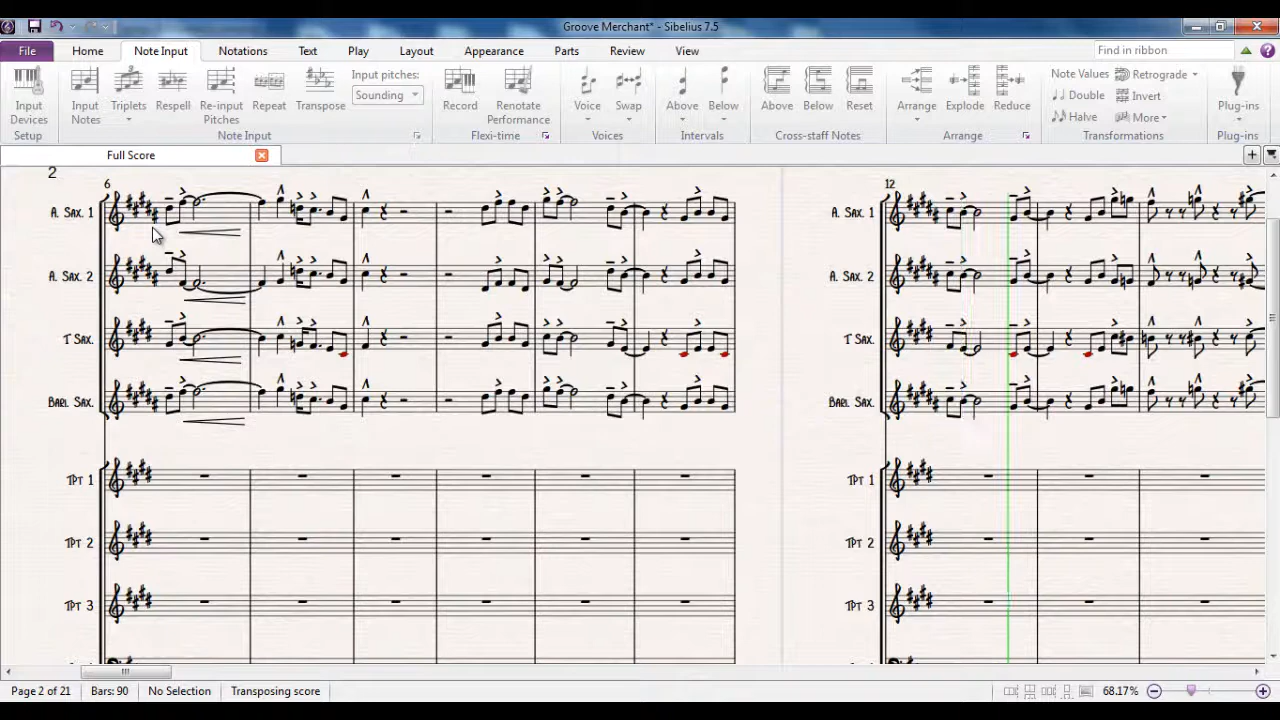 Groove Merchant* - Sibelius 7.5
File Home Note Input Notations Text Play Layout Appearance Parts Review View Find in ribbon
Input Devices
Input Notes
Triplets
Respell
Re-input Pitches
Repeat
Transpose
Input pitches:
Sounding
Record
Renotate Performance
Voice
Swap
Above
Below
Above
Below
Reset
Arrange
Explode
Reduce
Note Values
Double
Halve
Retrograde
Invert
More
Plug-ins
Setup Note Input Flexi-time Voices Intervals Cross-staff Notes Arrange Transformations Plug-ins
Full Score
2
6
12
A. Sax. 1
A. Sax. 1
A. Sax. 2
A. Sax. 2
T Sax.
T Sax.
Bari. Sax.
Bari. Sax.
Tpt 1
Tpt 1
Tpt 2
Tpt 2
Tpt 3
Tpt 3
Page 2 of 21 Bars: 90 No Selection Transposing score 68.17%